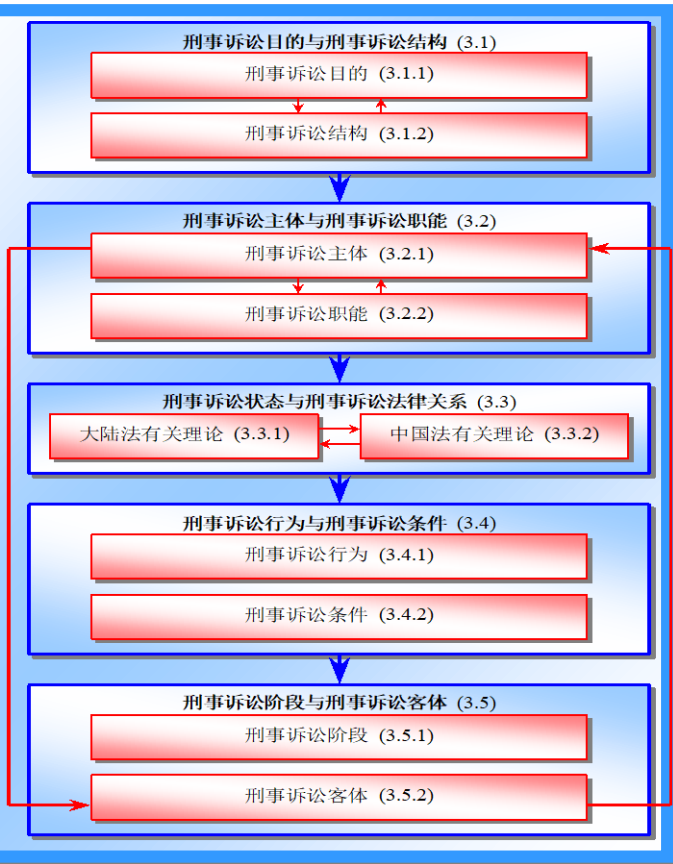 刑事诉讼目的与刑事诉讼结构 (3.1)
刑事诉讼目的 (3.1.1)
刑事诉讼结构 (3.1.2)
刑事诉讼主体与刑事诉讼职能 (3.2)
刑事诉讼主体 (3.2.1)
刑事诉讼职能 (3.2.2)
刑事诉讼状态与刑事诉讼法律关系 (3.3)
大陆法有关理论 (3.3.1)
中国法有关理论 (3.3.2)
刑事诉讼行为与刑事诉讼条件 (3.4)
刑事诉讼行为 (3.4.1)
刑事诉讼条件 (3.4.2)
刑事诉讼阶段与刑事诉讼客体 (3.5)
刑事诉讼阶段 (3.5.1)
刑事诉讼客体 (3.5.2)